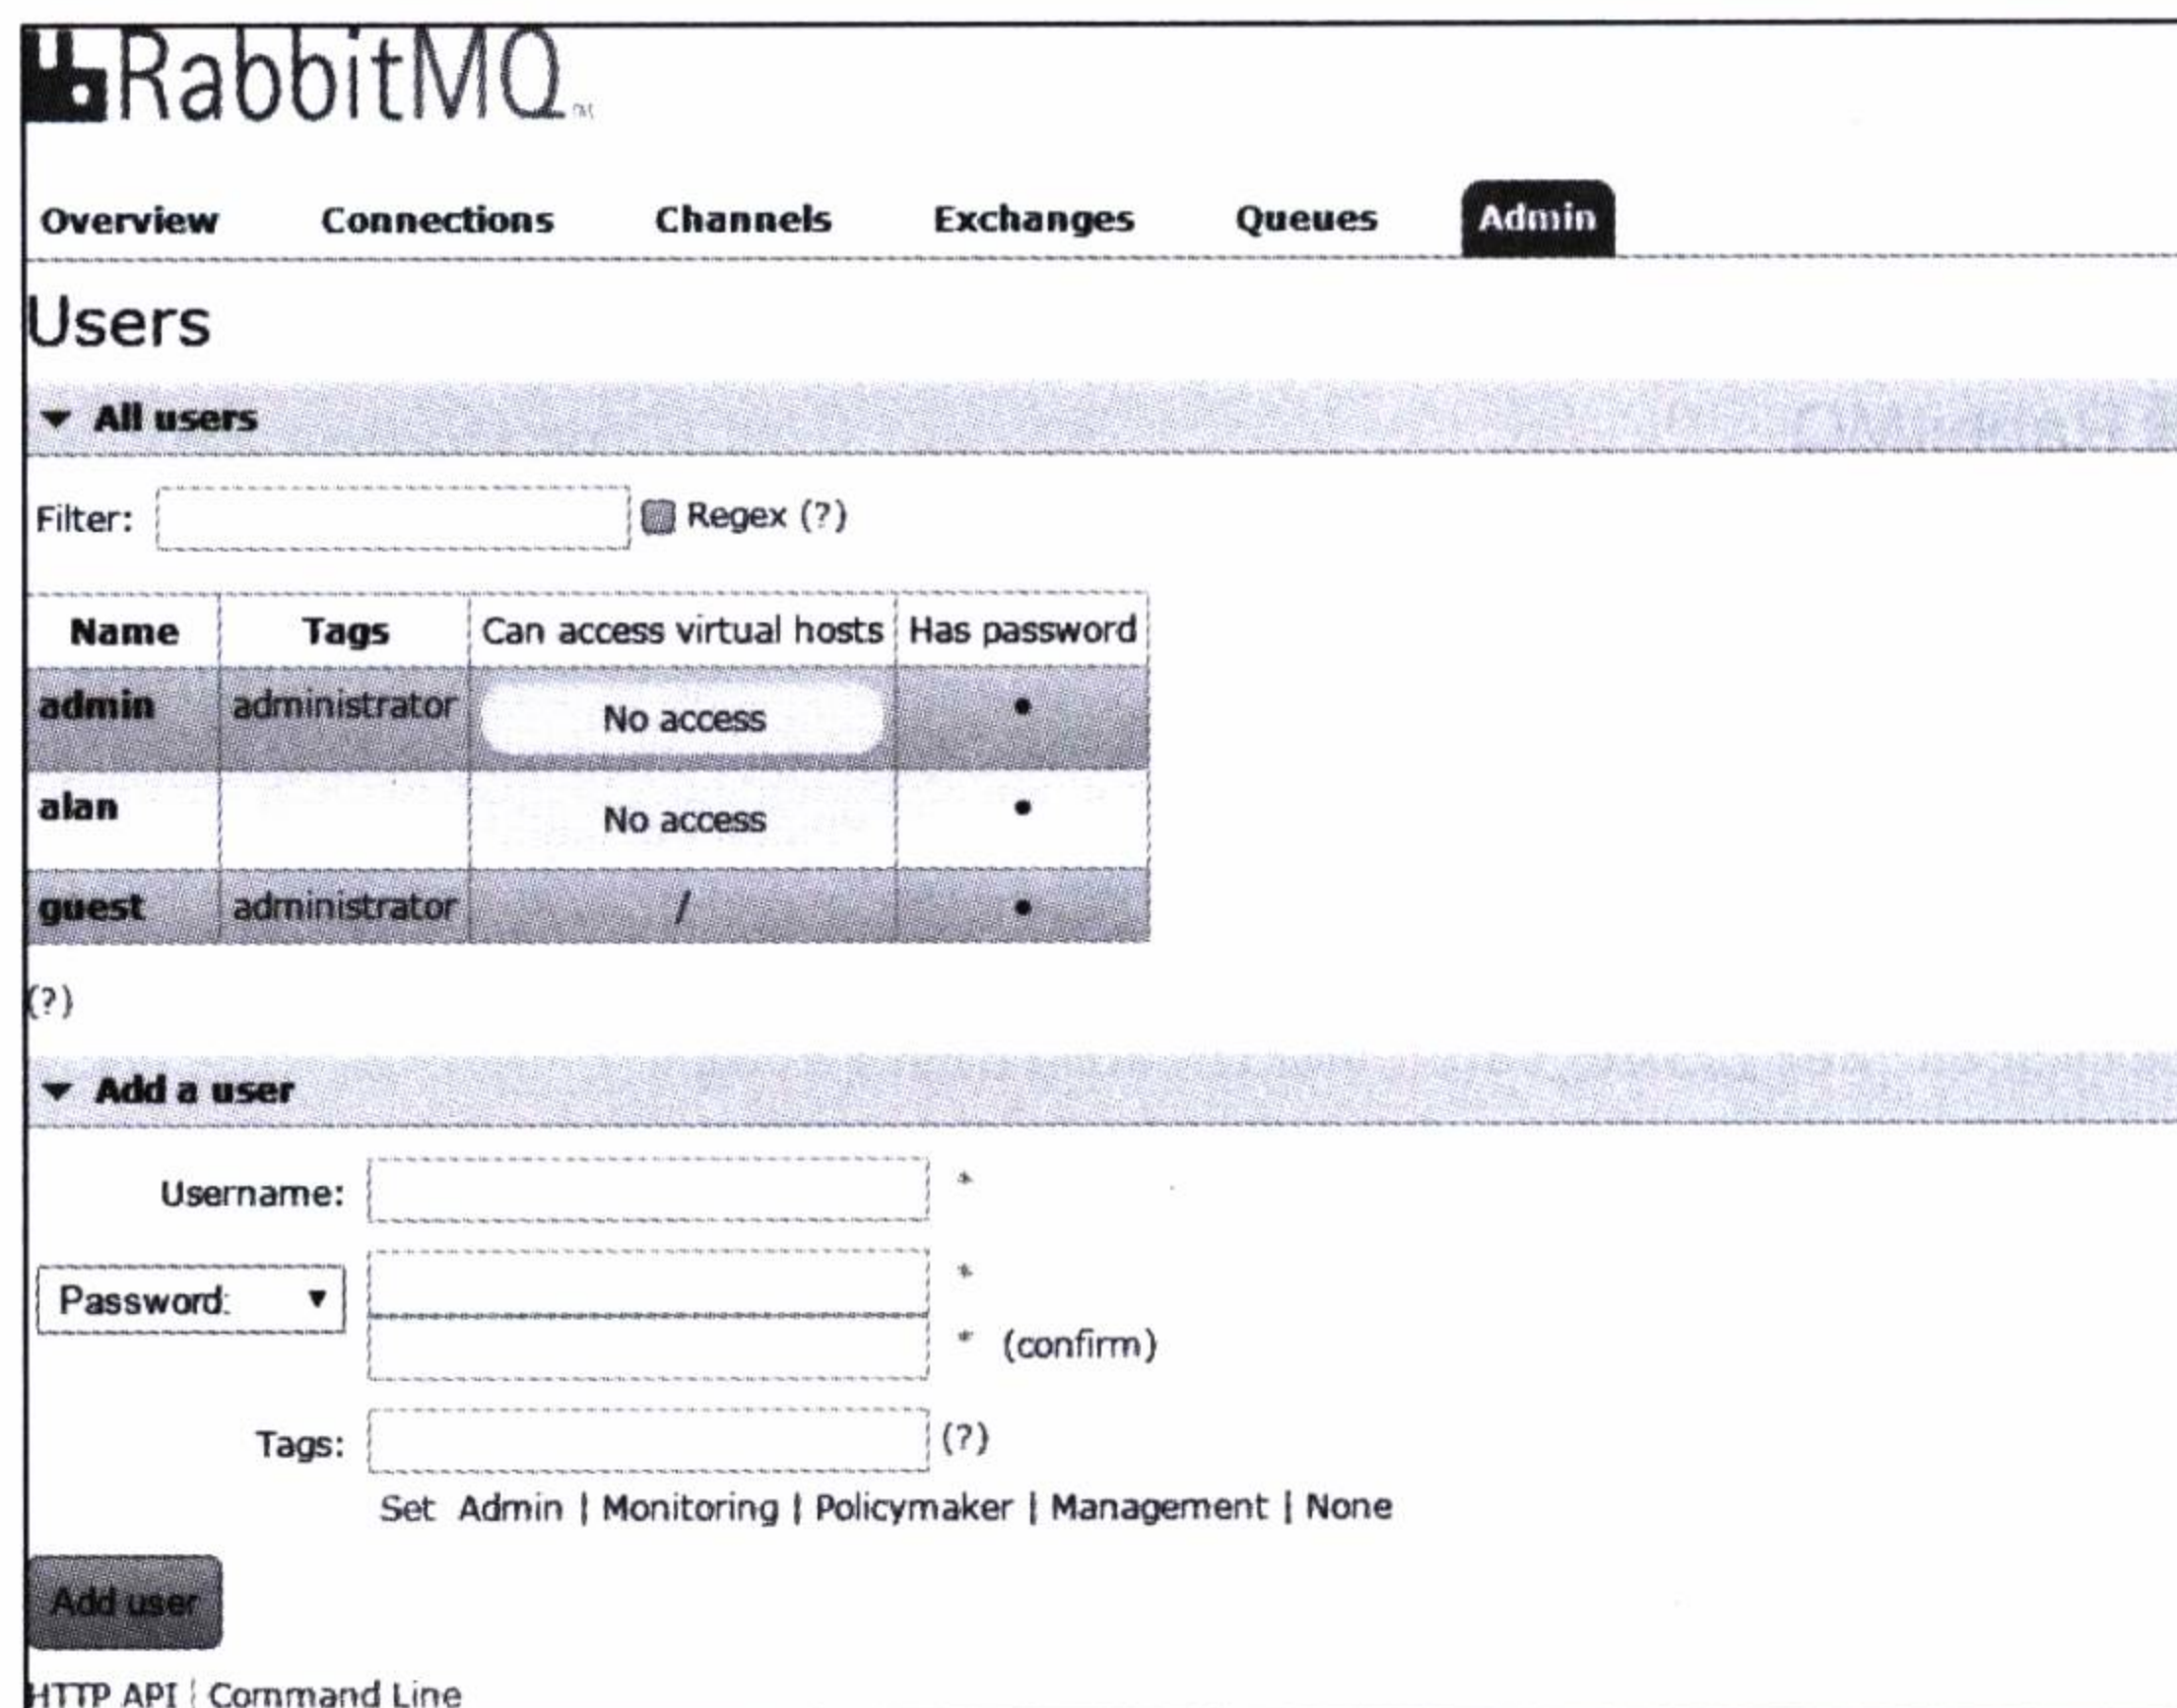 RabbitMQ
Overview Connections Channels Exchanges Queues Admin
Users
▼ All users
Filter: Regex (?)
Name Tags Can access virtual hosts Has password
admin administrator No access •
alan No access •
guest administrator / •
(?)
▼ Add a user
Username: *
Password: ▼ *
* (confirm)
Tags: (?)
Set Admin | Monitoring | Policymaker | Management | None
Add user
HTTP API | Command Line